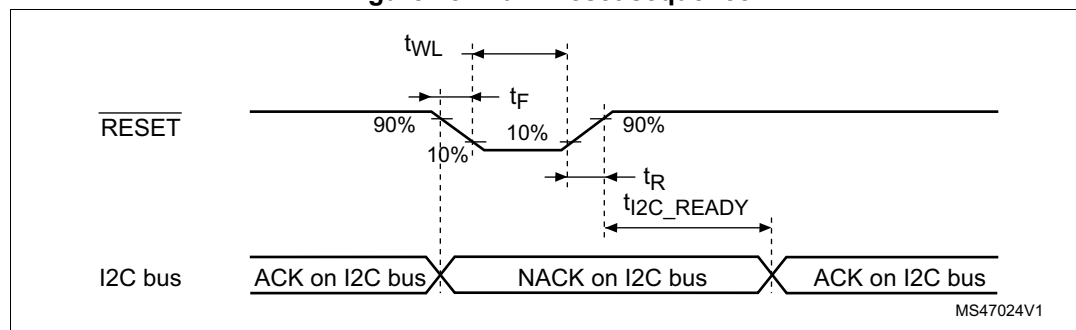 tWL
tF
RESET
90%
10%
10%
90%
tR
tI2C_READY
I2C bus
ACK on I2C bus
NACK on I2C bus
ACK on I2C bus
MS47024V1